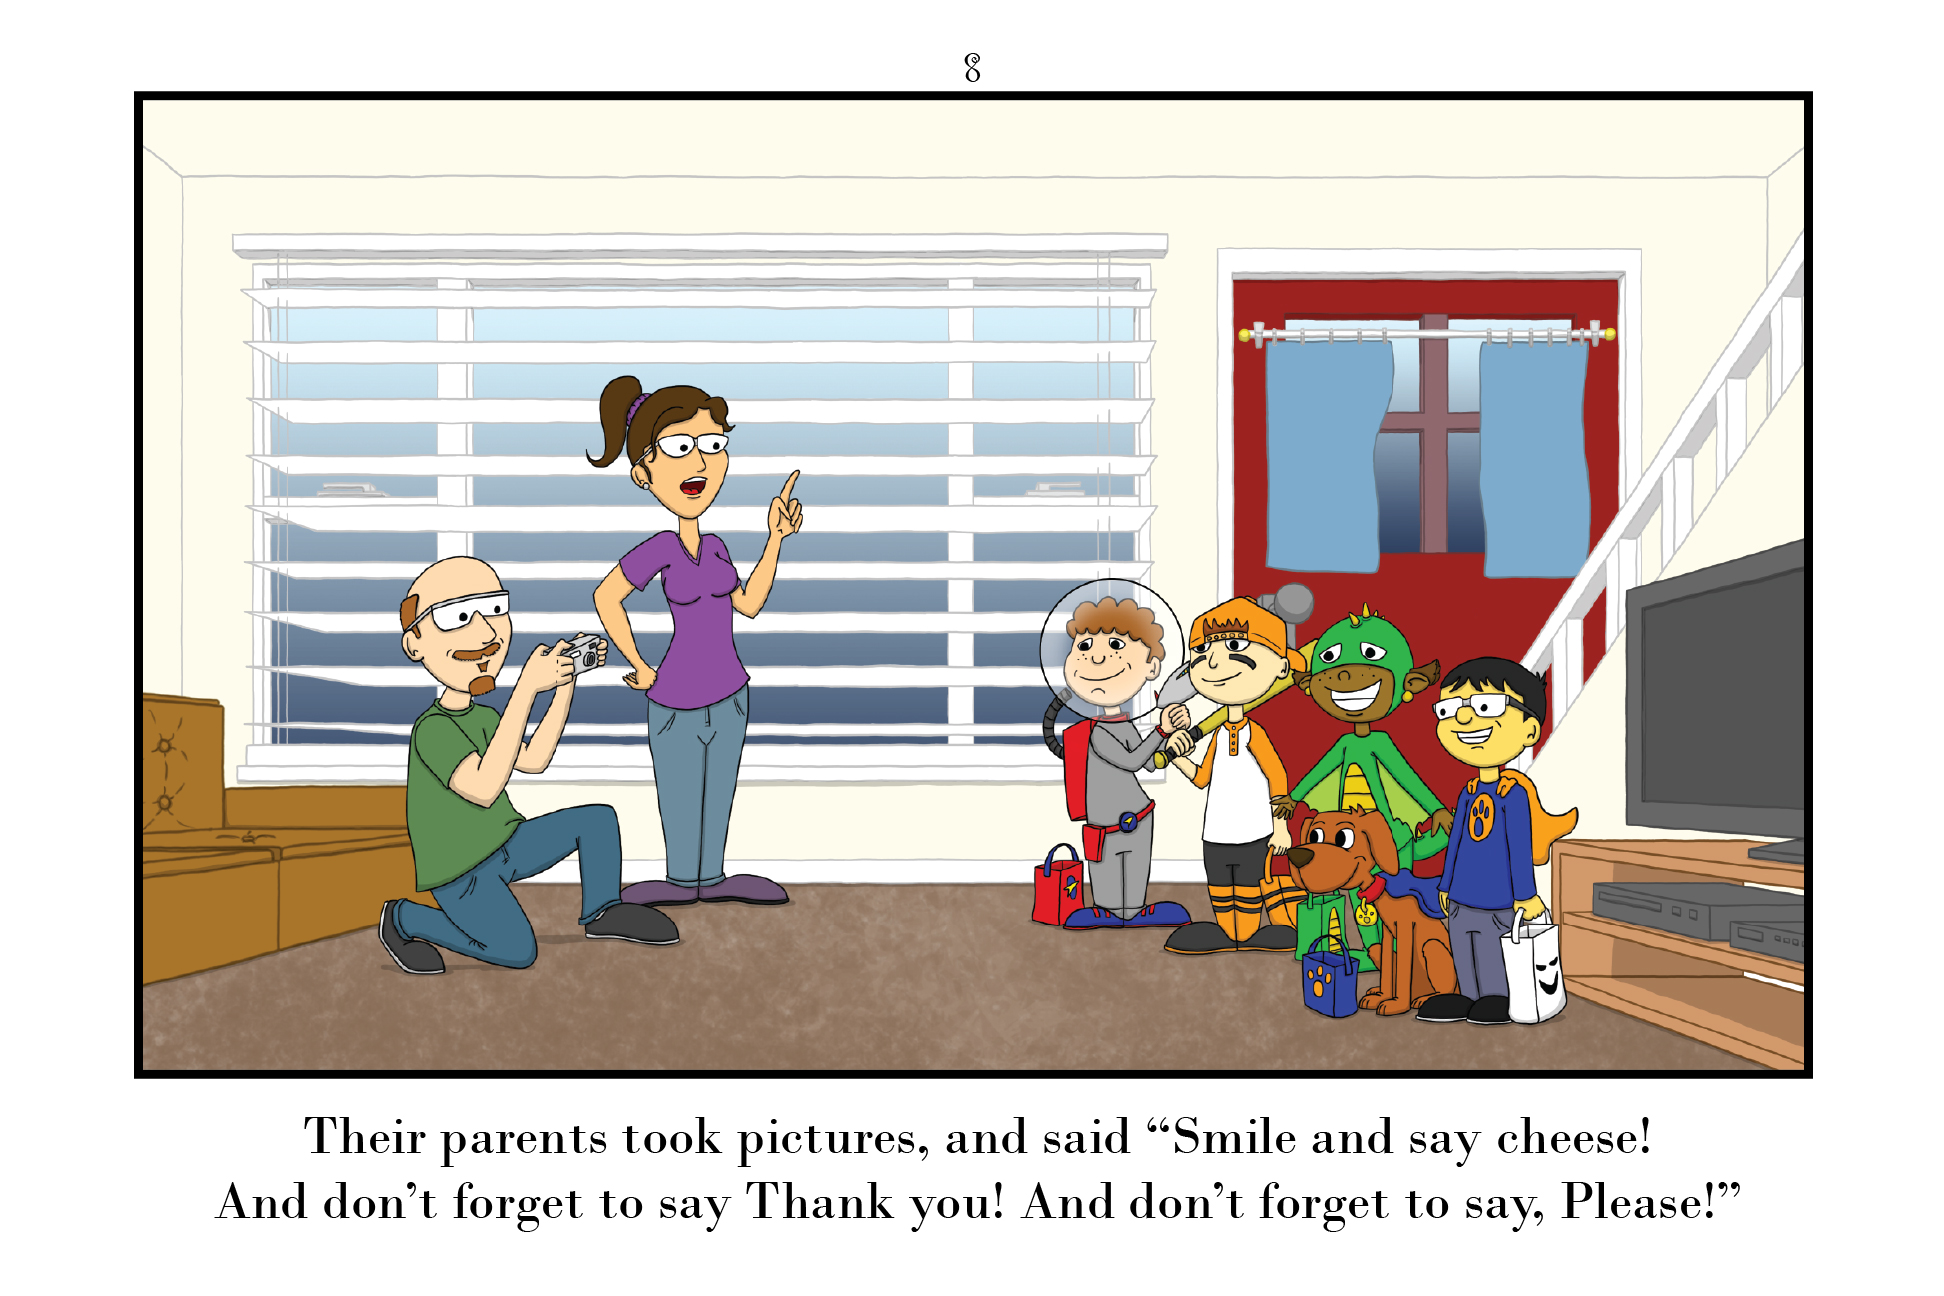 8
Their parents took pictures, and said “Smile and say cheese!
And don’t forget to say Thank you! And don’t forget to say, Please!”